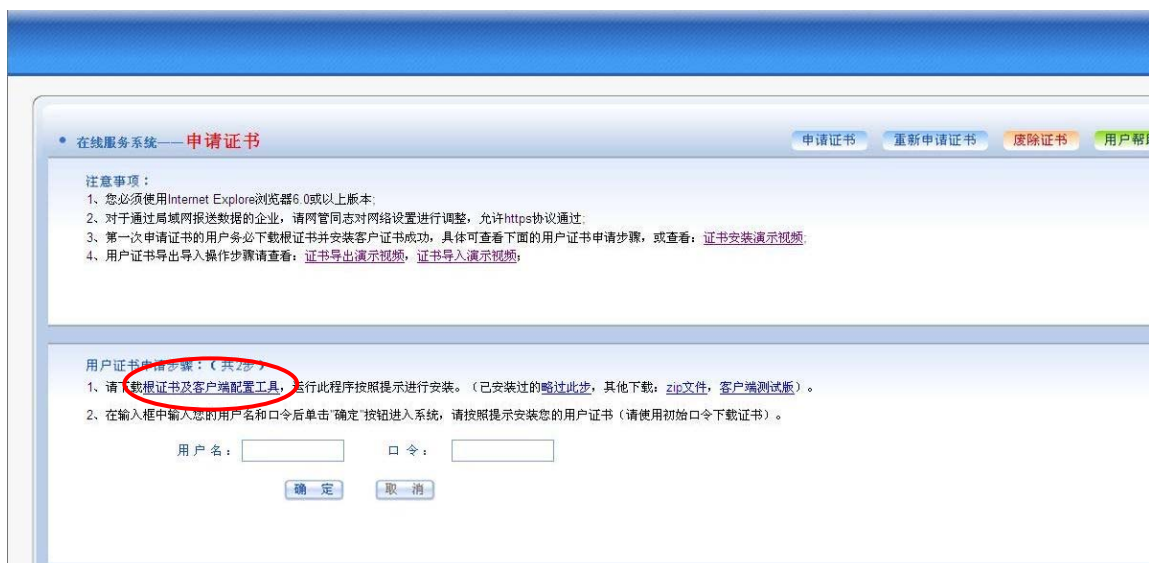 • 在线服务系统——申请证书
申请证书 重新申请证书 废除证书 用户帮助
注意事项：
1、您必须使用Internet Explore浏览器6.0或以上版本;
2、对于通过局域网报送数据的企业，请网管同志对网络设置进行调整，允许https协议通过;
3、第一次申请证书的用户务必下载根证书并安装客户证书成功，具体可查看下面的用户证书申请步骤，或查看：证书安装演示视频;
4、用户证书导出导入操作步骤请查看：证书导出演示视频，证书导入演示视频;
用户证书申请步骤：(共2步)
1、请下载根证书及客户端配置工具，运行此程序按照提示进行安装。（已安装过的略过此步，其他下载：zip文件，客户端测试版）。
2、在输入框中输入您的用户名和口令后单击"确定"按钮进入系统，请按照提示安装您的用户证书（请使用初始口令下载证书）。
用 户 名： 口 令：
确 定 取 消